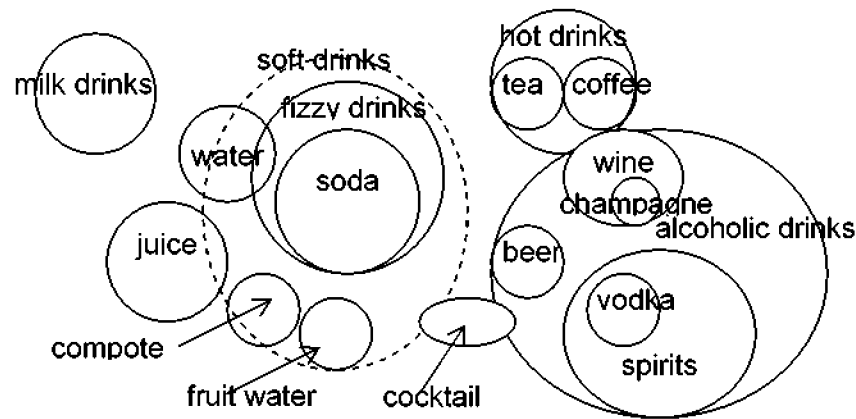 hot drinks
soft drinks
milk drinks
tea
coffee
fizzy drinks
water
wine
soda
champagne
alcoholic drinks
juice
beer
vodka
compote
spirits
fruit water
cocktail